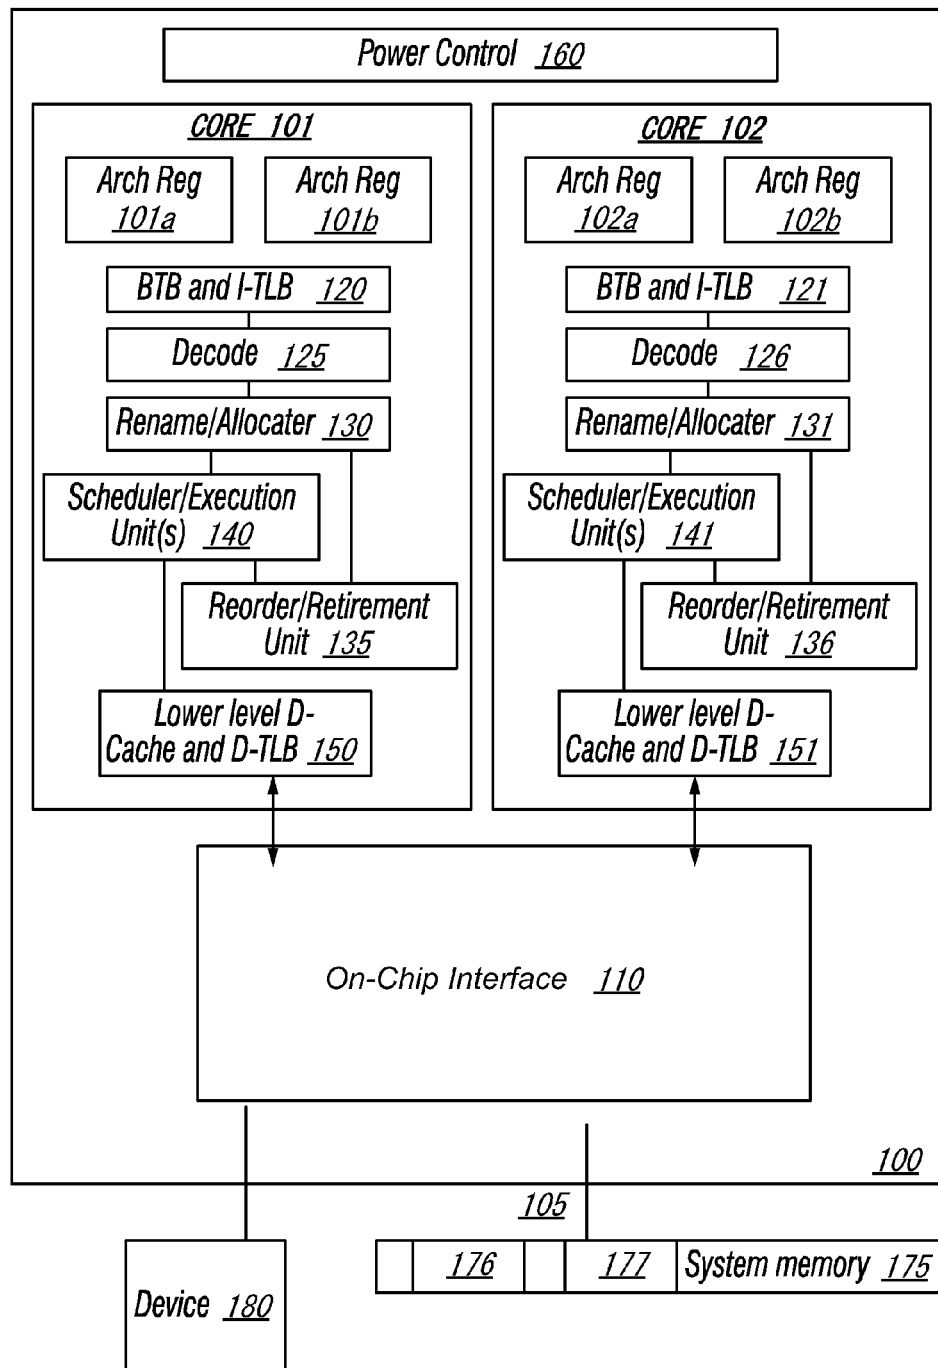 Power Control 160
CORE 101
Arch Reg
101a
Arch Reg
101b
BTB and I-TLB 120
Decode 125
Rename/Allocater 130
Scheduler/Execution
Unit(s) 140
Reorder/Retirement
Unit 135
Lower level D-
Cache and D-TLB 150
CORE 102
Arch Reg
102a
Arch Reg
102b
BTB and I-TLB 121
Decode 126
Rename/Allocater 131
Scheduler/Execution
Unit(s) 141
Reorder/Retirement
Unit 136
Lower level D-
Cache and D-TLB 151
On-Chip Interface 110
100
105
176
177
System memory 175
Device 180